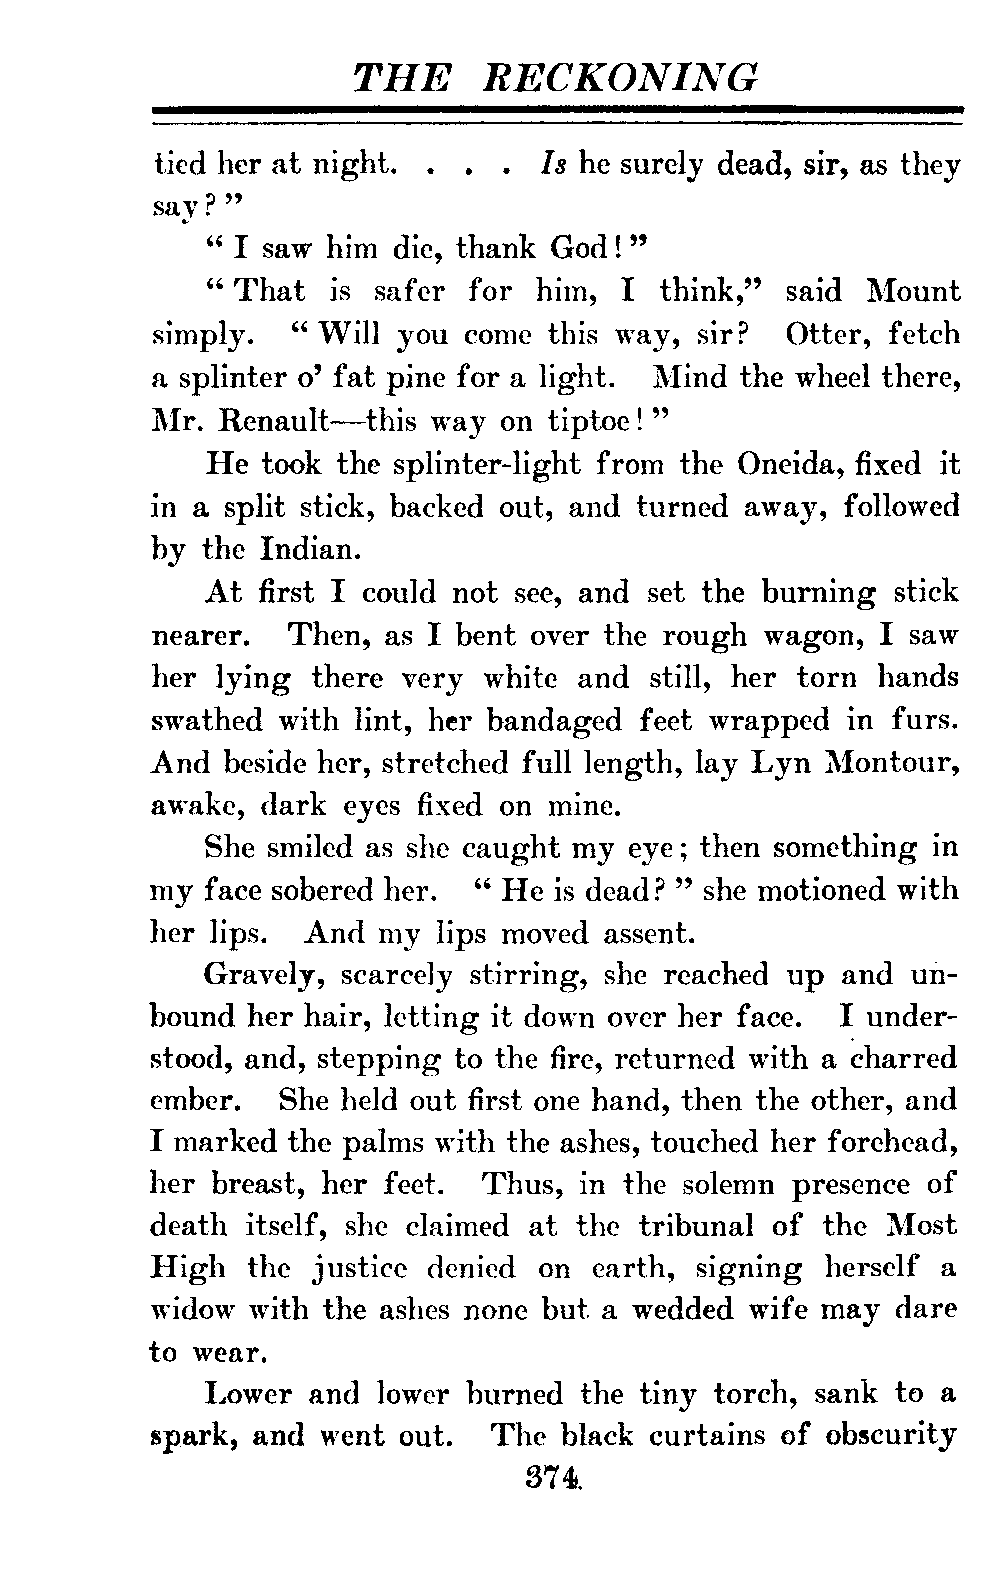 THE RECKONING
tied her at night. . . . Is he surely dead, sir, as they
say?”
“I saw him die, thank God!”
“That is safer for him, I think,” said Mount
simply. “Will you come this way, sir? Otter, fetch
a splinter o’ fat pine for a light. Mind the wheel there,
Mr. Renault—this way on tiptoe!”
He took the splinter-light from the Oneida, fixed it
in a split stick, backed out, and turned away, followed
by the Indian.
At first I could not see, and set the burning stick
nearer. Then, as I bent over the rough wagon, I saw
her lying there very white and still, her torn hands
swathed with lint, her bandaged feet wrapped in furs.
And beside her, stretched full length, lay Lyn Montour,
awake, dark eyes fixed on mine.
She smiled as she caught my eye; then something in
my face sobered her. “He is dead?” she motioned with
her lips. And my lips moved assent.
Gravely, scarcely stirring, she reached up and un-
bound her hair, letting it down over her face. I under-
stood, and, stepping to the fire, returned with a charred
ember. She held out first one hand, then the other, and
I marked the palms with the ashes, touched her forehead,
her breast, her feet. Thus, in the solemn presence of
death itself, she claimed at the tribunal of the Most
High the justice denied on earth, signing herself a
widow with the ashes none but a wedded wife may dare
to wear.
Lower and lower burned the tiny torch, sank to a
spark, and went out. The black curtains of obscurity
374